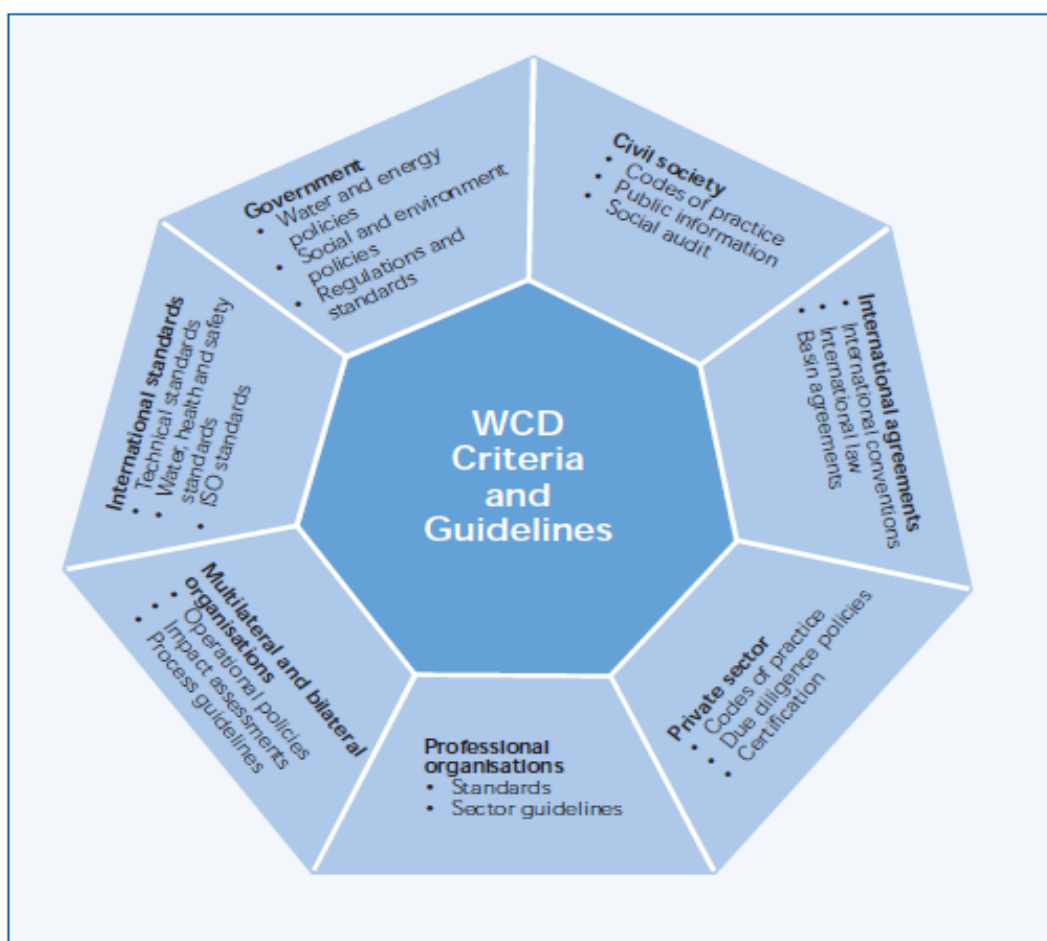 Government
• Water and energy
policies
• Social and environment
policies
• Regulations and
standards
Civil society
• Codes of practice
• Public information
• Social audit
International agreements
• International conventions
• International law
• Basin agreements
Private sector
• Codes of practice
• Due diligence policies
• Certification
Professional
organisations
• Standards
• Sector guidelines
Multilateral and bilateral
organisations
• Operational policies
• Impact assessments
• Process guidelines
International standards
• Technical standards
• Water, health and safety
standards
• ISO standards
WCD
Criteria
and
Guidelines